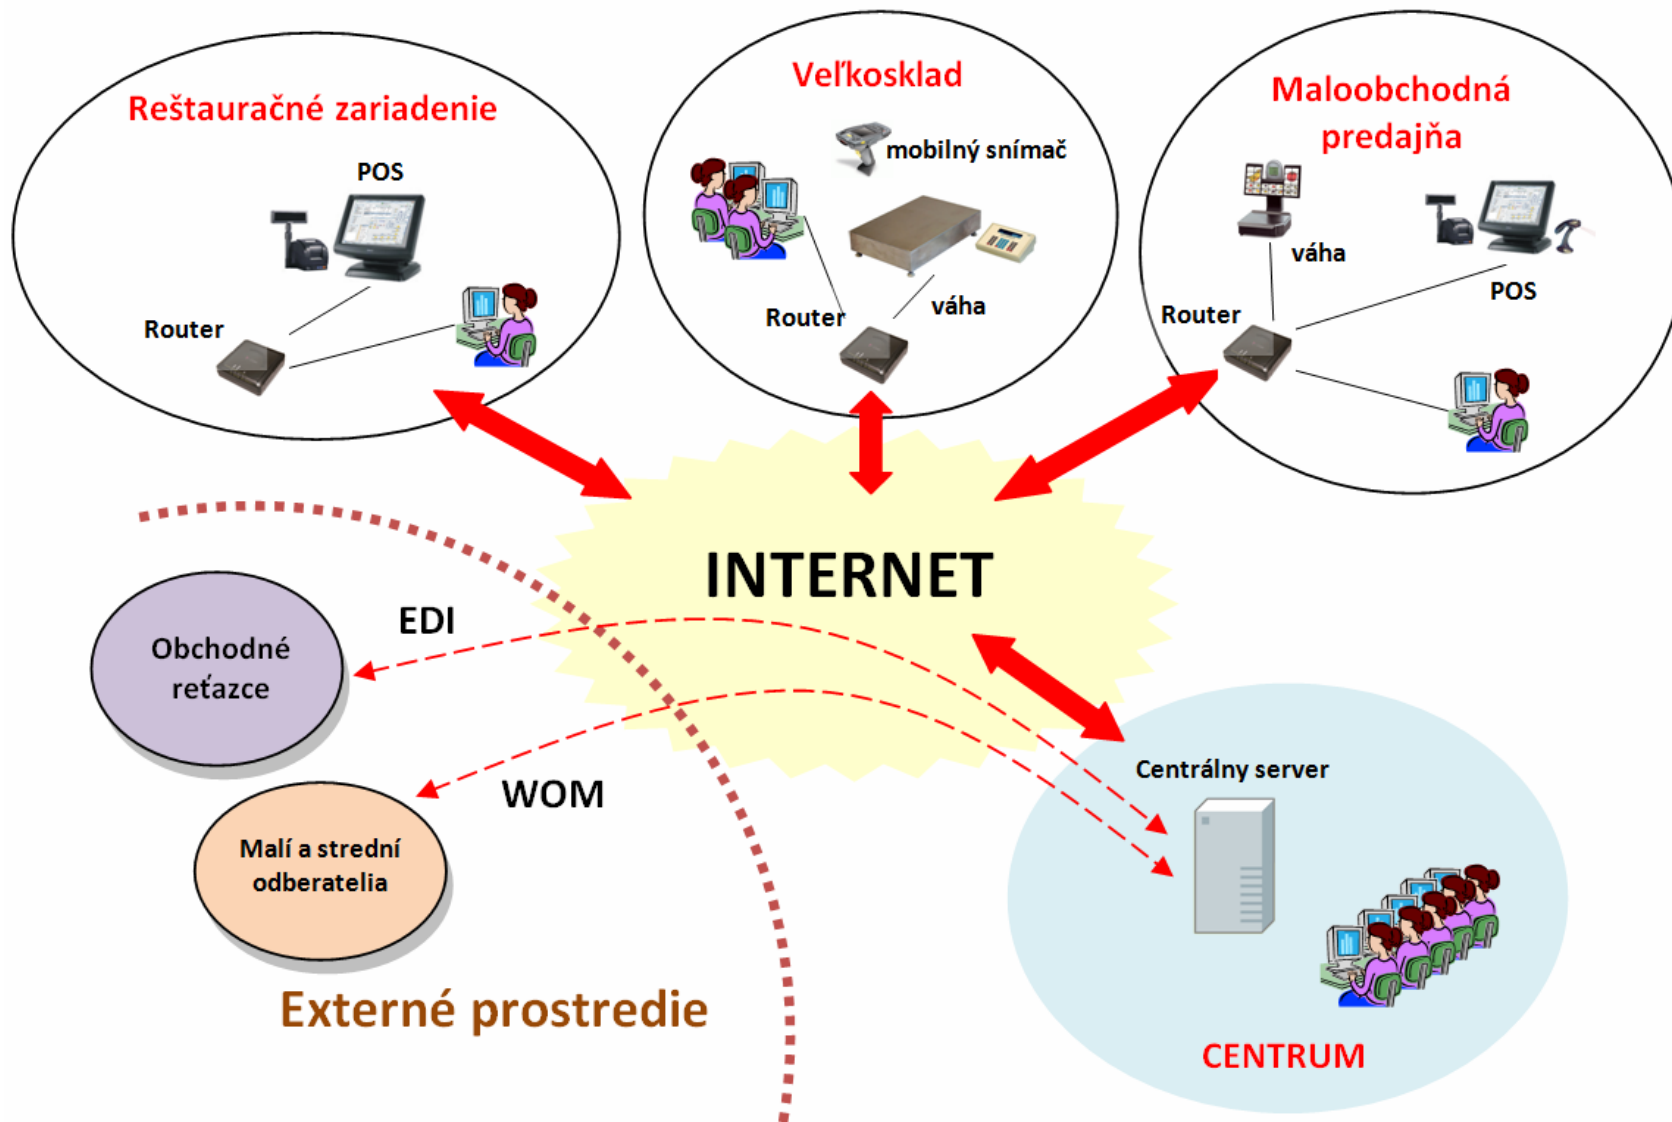 Reštauračné zariadenie
POS
Router
Veľkosklad
mobilný snímač
Router
váha
Maloobchodná
predajňa
váha
POS
Router
INTERNET
EDI
Obchodné
reťazce
WOM
Malí a strední
odberatelia
Externé prostredie
Centrálny server
CENTRUM